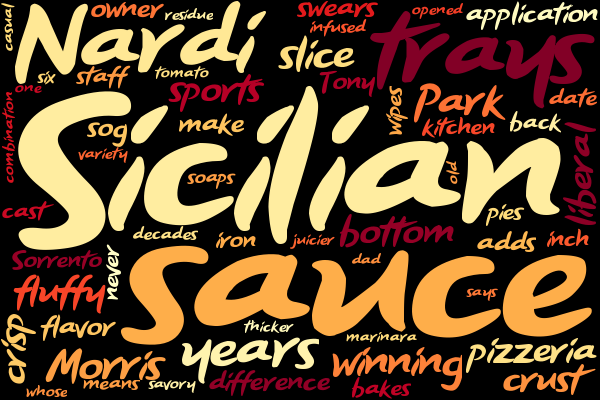 casual
owner
residue
swears
infused
opened
application
Nardi
slice
trays
six
staff
tomato
one
sports
Tony
wipes
Park
date
combination
sog
make
kitchen
back
variety
Sicilian
soaps
old
liberal
cast
pies
decades
iron
juicier
bottom
adds
inch
Sorrento
never
dad
fluffy
sauce
says
crisp
flavor
thicker
marinara
Morris
years
winning
pizzeria
whose
means
savory
difference
bakes
crust